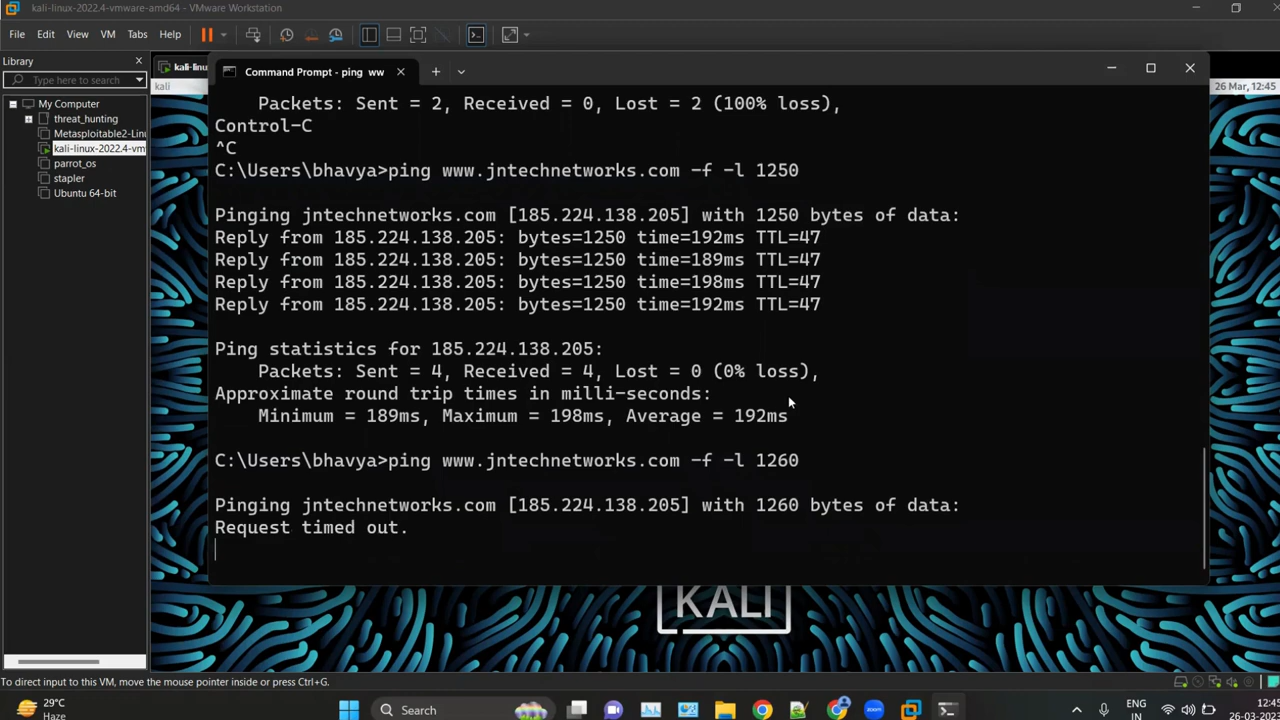 kali-linux-2022.4-vmware-amd64 - VMware Workstation
File Edit View VM Tabs Help
Library
Type here to search
My Computer
threat_hunting
Metasploitable2-Linu
kali-linux-2022.4-vm
parrot_os
stapler
Ubuntu 64-bit
kali-linu
kali
26 Mar, 12:45
Command Prompt - ping ww
Packets: Sent = 2, Received = 0, Lost = 2 (100% loss),
Control-C
^C
C:\Users\bhavya>ping www.jntechnetworks.com -f -l 1250
Pinging jntechnetworks.com [185.224.138.205] with 1250 bytes of data:
Reply from 185.224.138.205: bytes=1250 time=192ms TTL=47
Reply from 185.224.138.205: bytes=1250 time=189ms TTL=47
Reply from 185.224.138.205: bytes=1250 time=198ms TTL=47
Reply from 185.224.138.205: bytes=1250 time=192ms TTL=47
Ping statistics for 185.224.138.205:
Packets: Sent = 4, Received = 4, Lost = 0 (0% loss),
Approximate round trip times in milli-seconds:
Minimum = 189ms, Maximum = 198ms, Average = 192ms
C:\Users\bhavya>ping www.jntechnetworks.com -f -l 1260
Pinging jntechnetworks.com [185.224.138.205] with 1260 bytes of data:
Request timed out.
KALI
To direct input to this VM, move the mouse pointer inside or press Ctrl+G.
29°C
Haze
Search
zoom
ENG
IN
12:45
26-03-2023